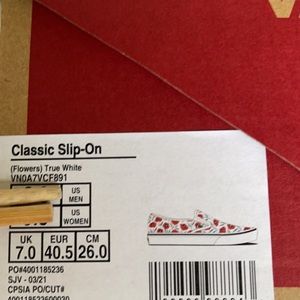 Classic Slip-On
(Flowers) True White
VN0A7VCF891
US
MEN
US
WOMEN
UK EUR CM
7.0 40.5 26.0
PO#4001185236
SJV - 03/21
CPSIA PO/CUT#